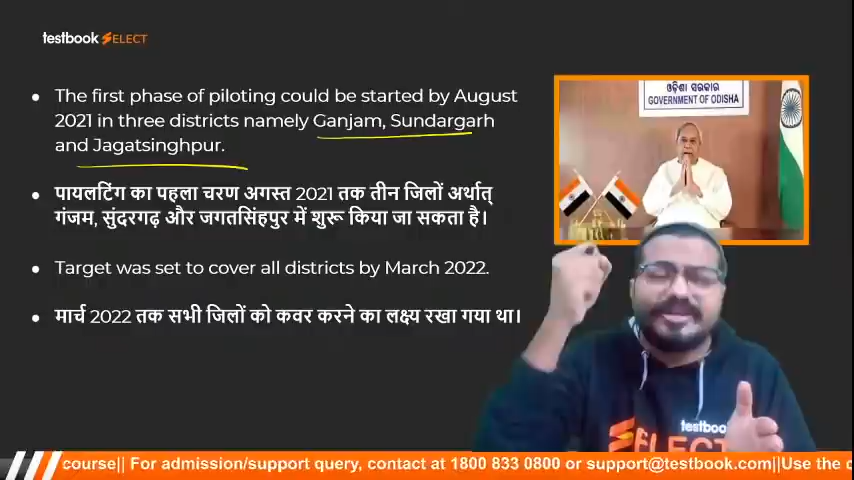 testbook SELECT
The first phase of piloting could be started by August
2021 in three districts namely Ganjam, Sundargarh
and Jagatsinghpur.
पायलटिंग का पहला चरण अगस्त 2021 तक तीन जिलों अर्थात्
गंजम, सुंदरगढ़ और जगतसिंहपुर में शुरू किया जा सकता है।
Target was set to cover all districts by March 2022.
मार्च 2022 तक सभी जिलों को कवर करने का लक्ष्य रखा गया था।
ଓଡ଼ିଶା ସରକାର
GOVERNMENT OF ODISHA
testbook
SELECT
course|| For admission/support query, contact at 1800 833 0800 or support@testbook.com||Use the